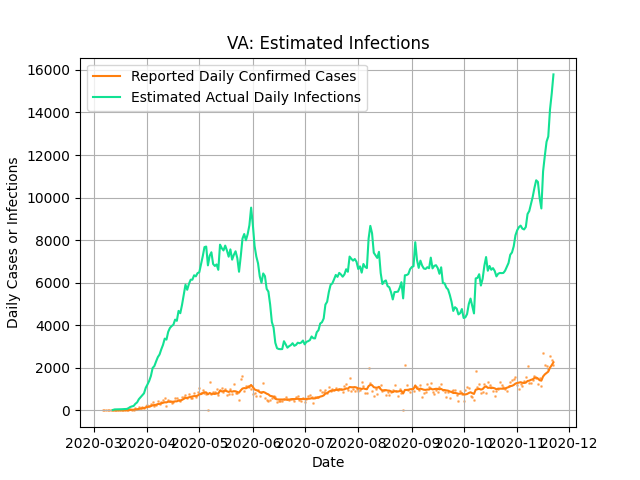 VA: Estimated Infections
Reported Daily Confirmed Cases
Estimated Actual Daily Infections
16000
14000
12000
10000
8000
6000
4000
2000
0
Daily Cases or Infections
2020-03 2020-04 2020-05 2020-06 2020-07 2020-08 2020-09 2020-10 2020-11 2020-12
Date